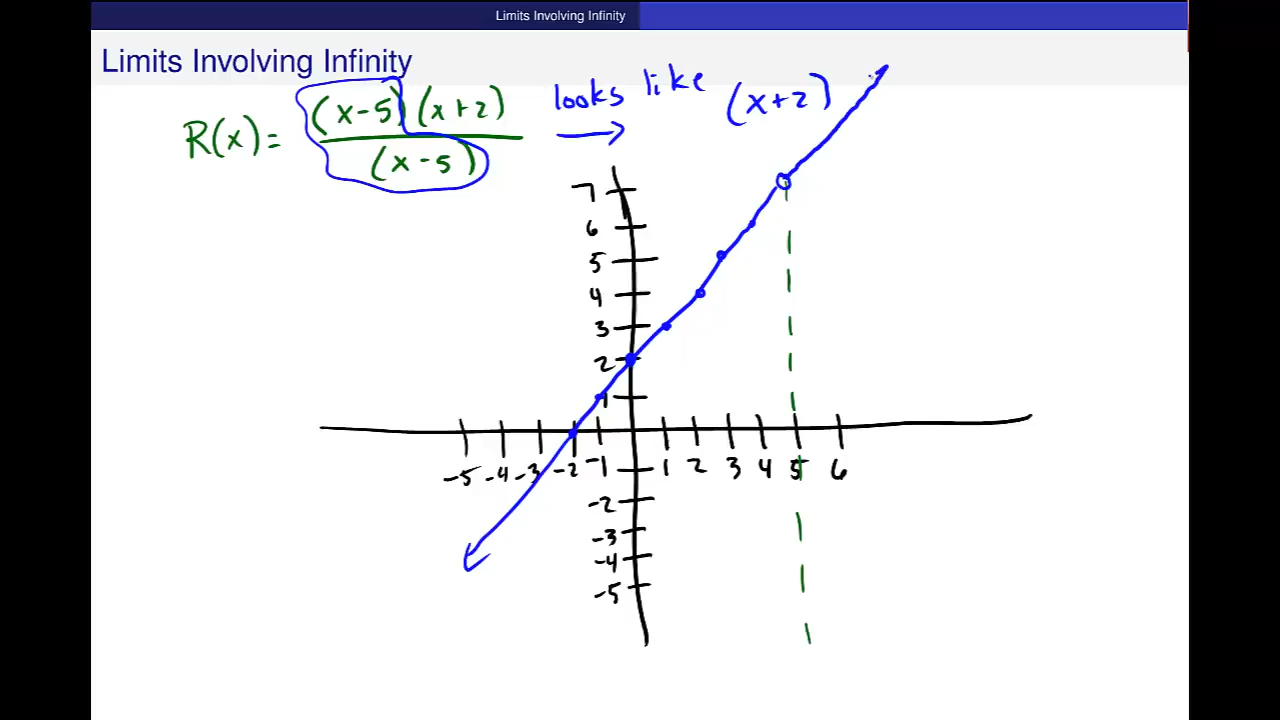 Limits Involving Infinity
Limits Involving Infinity
R(x)= (x-5)(x+2) looks like (x+2)
(x-5) →
7
6
5
4
3
2
1
-5 -4 -3 -2 -1 1 2 3 4 5 6
-2
-3
-4
-5